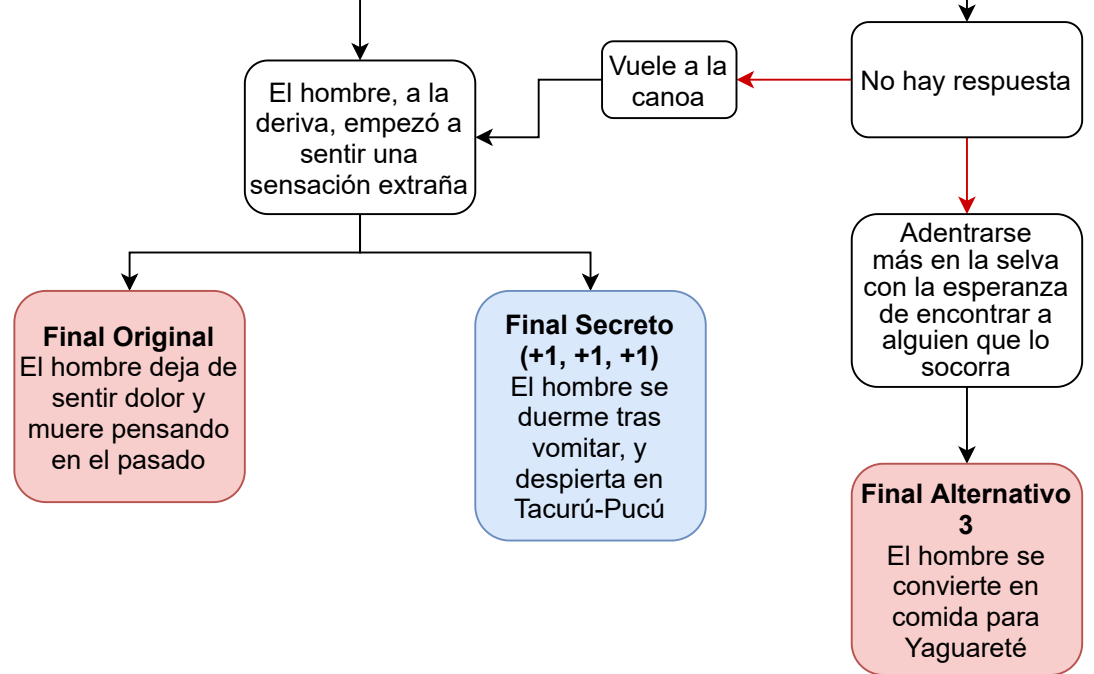 El hombre, a la
deriva, empezó a
sentir una
sensación extraña
Vuele a la
canoa
No hay respuesta
Adentrarse
más en la selva
con la esperanza
de encontrar a
alguien que lo
socorra
Final Original
El hombre deja de
sentir dolor y
muere pensando
en el pasado
Final Secreto
(+1, +1, +1)
El hombre se
duerme tras
vomitar, y
despierta en
Tacurú-Pucú
Final Alternativo
3
El hombre se
convierte en
comida para
Yaguareté